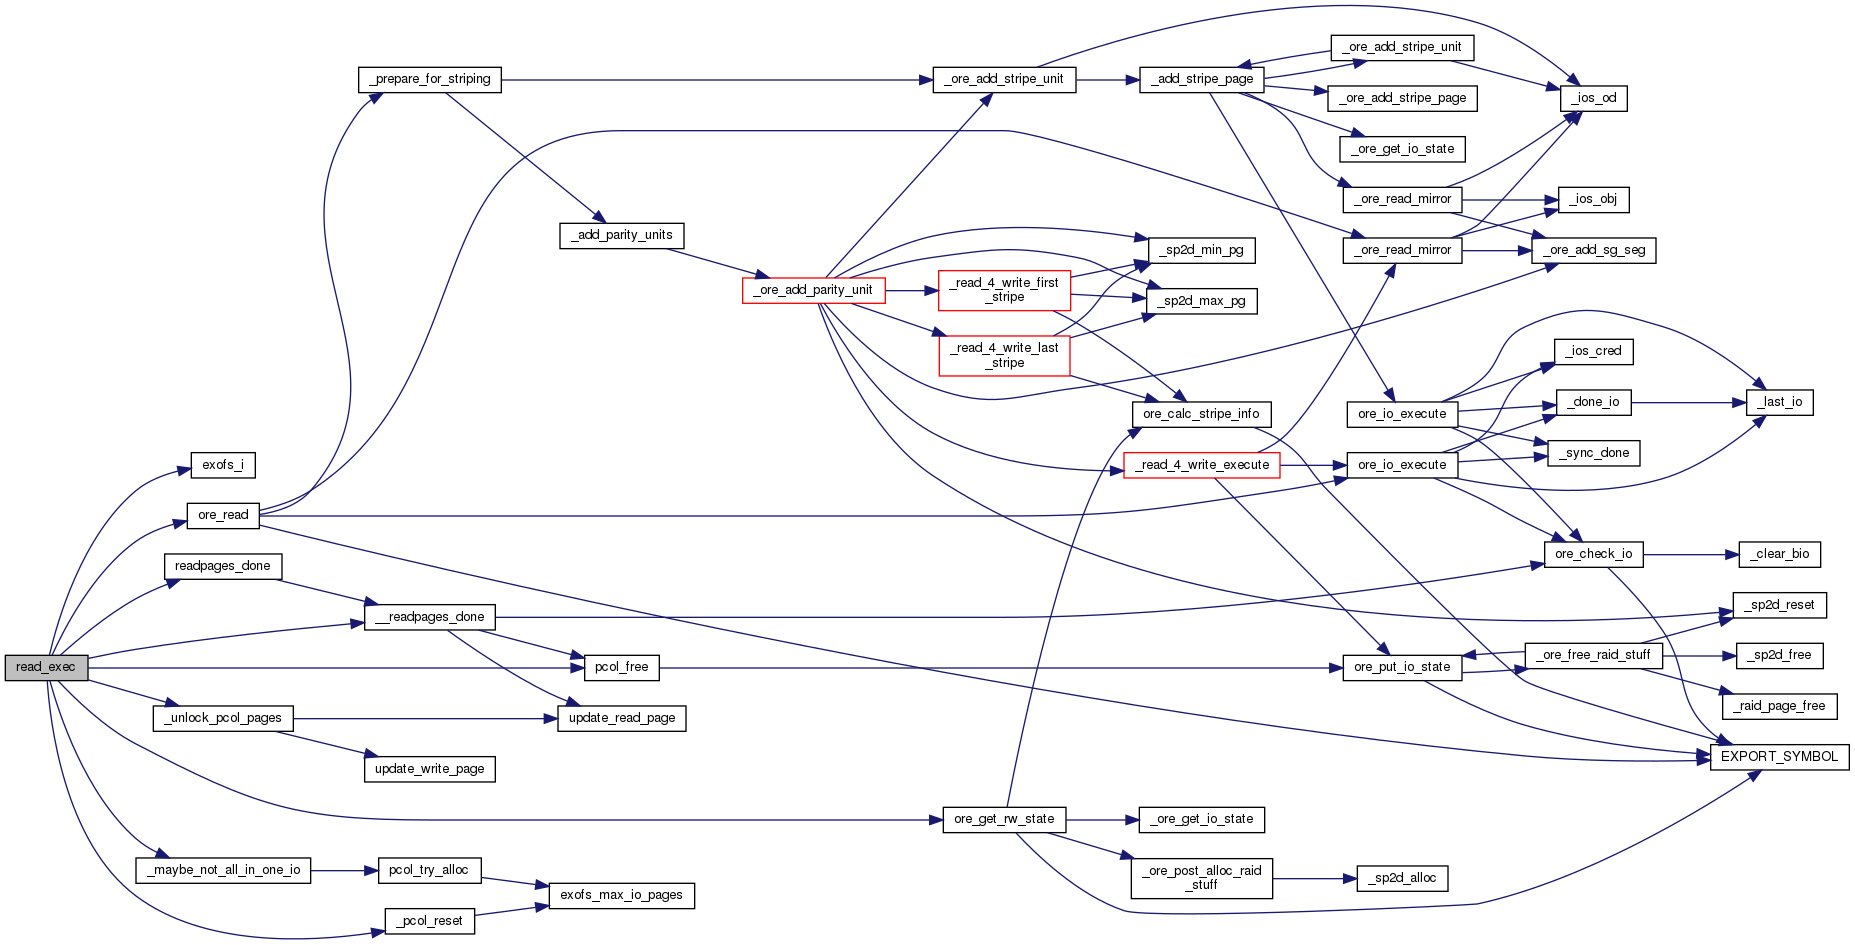 read_exec
exofs_i
ore_read
readpages_done
__readpages_done
pcol_free
_unlock_pcol_pages
update_read_page
update_write_page
_maybe_not_all_in_one_io
pcol_try_alloc
_pcol_reset
exofs_max_io_pages
_prepare_for_striping
_add_parity_units
_ore_add_parity_unit
_ore_add_stripe_unit
_read_4_write_first
_stripe
_read_4_write_last
_stripe
_add_stripe_page
_sp2d_min_pg
_sp2d_max_pg
ore_calc_stripe_info
_read_4_write_execute
ore_get_rw_state
_ore_get_io_state
_ore_post_alloc_raid
_stuff
_sp2d_alloc
_ore_add_stripe_unit
_ore_add_stripe_page
_ore_get_io_state
_ore_read_mirror
_ore_read_mirror
ore_io_execute
ore_io_execute
ore_put_io_state
_ios_od
_ios_obj
_ore_add_sg_seg
_ios_cred
_done_io
_sync_done
_last_io
ore_check_io
_clear_bio
_ore_free_raid_stuff
_sp2d_reset
_sp2d_free
_raid_page_free
EXPORT_SYMBOL